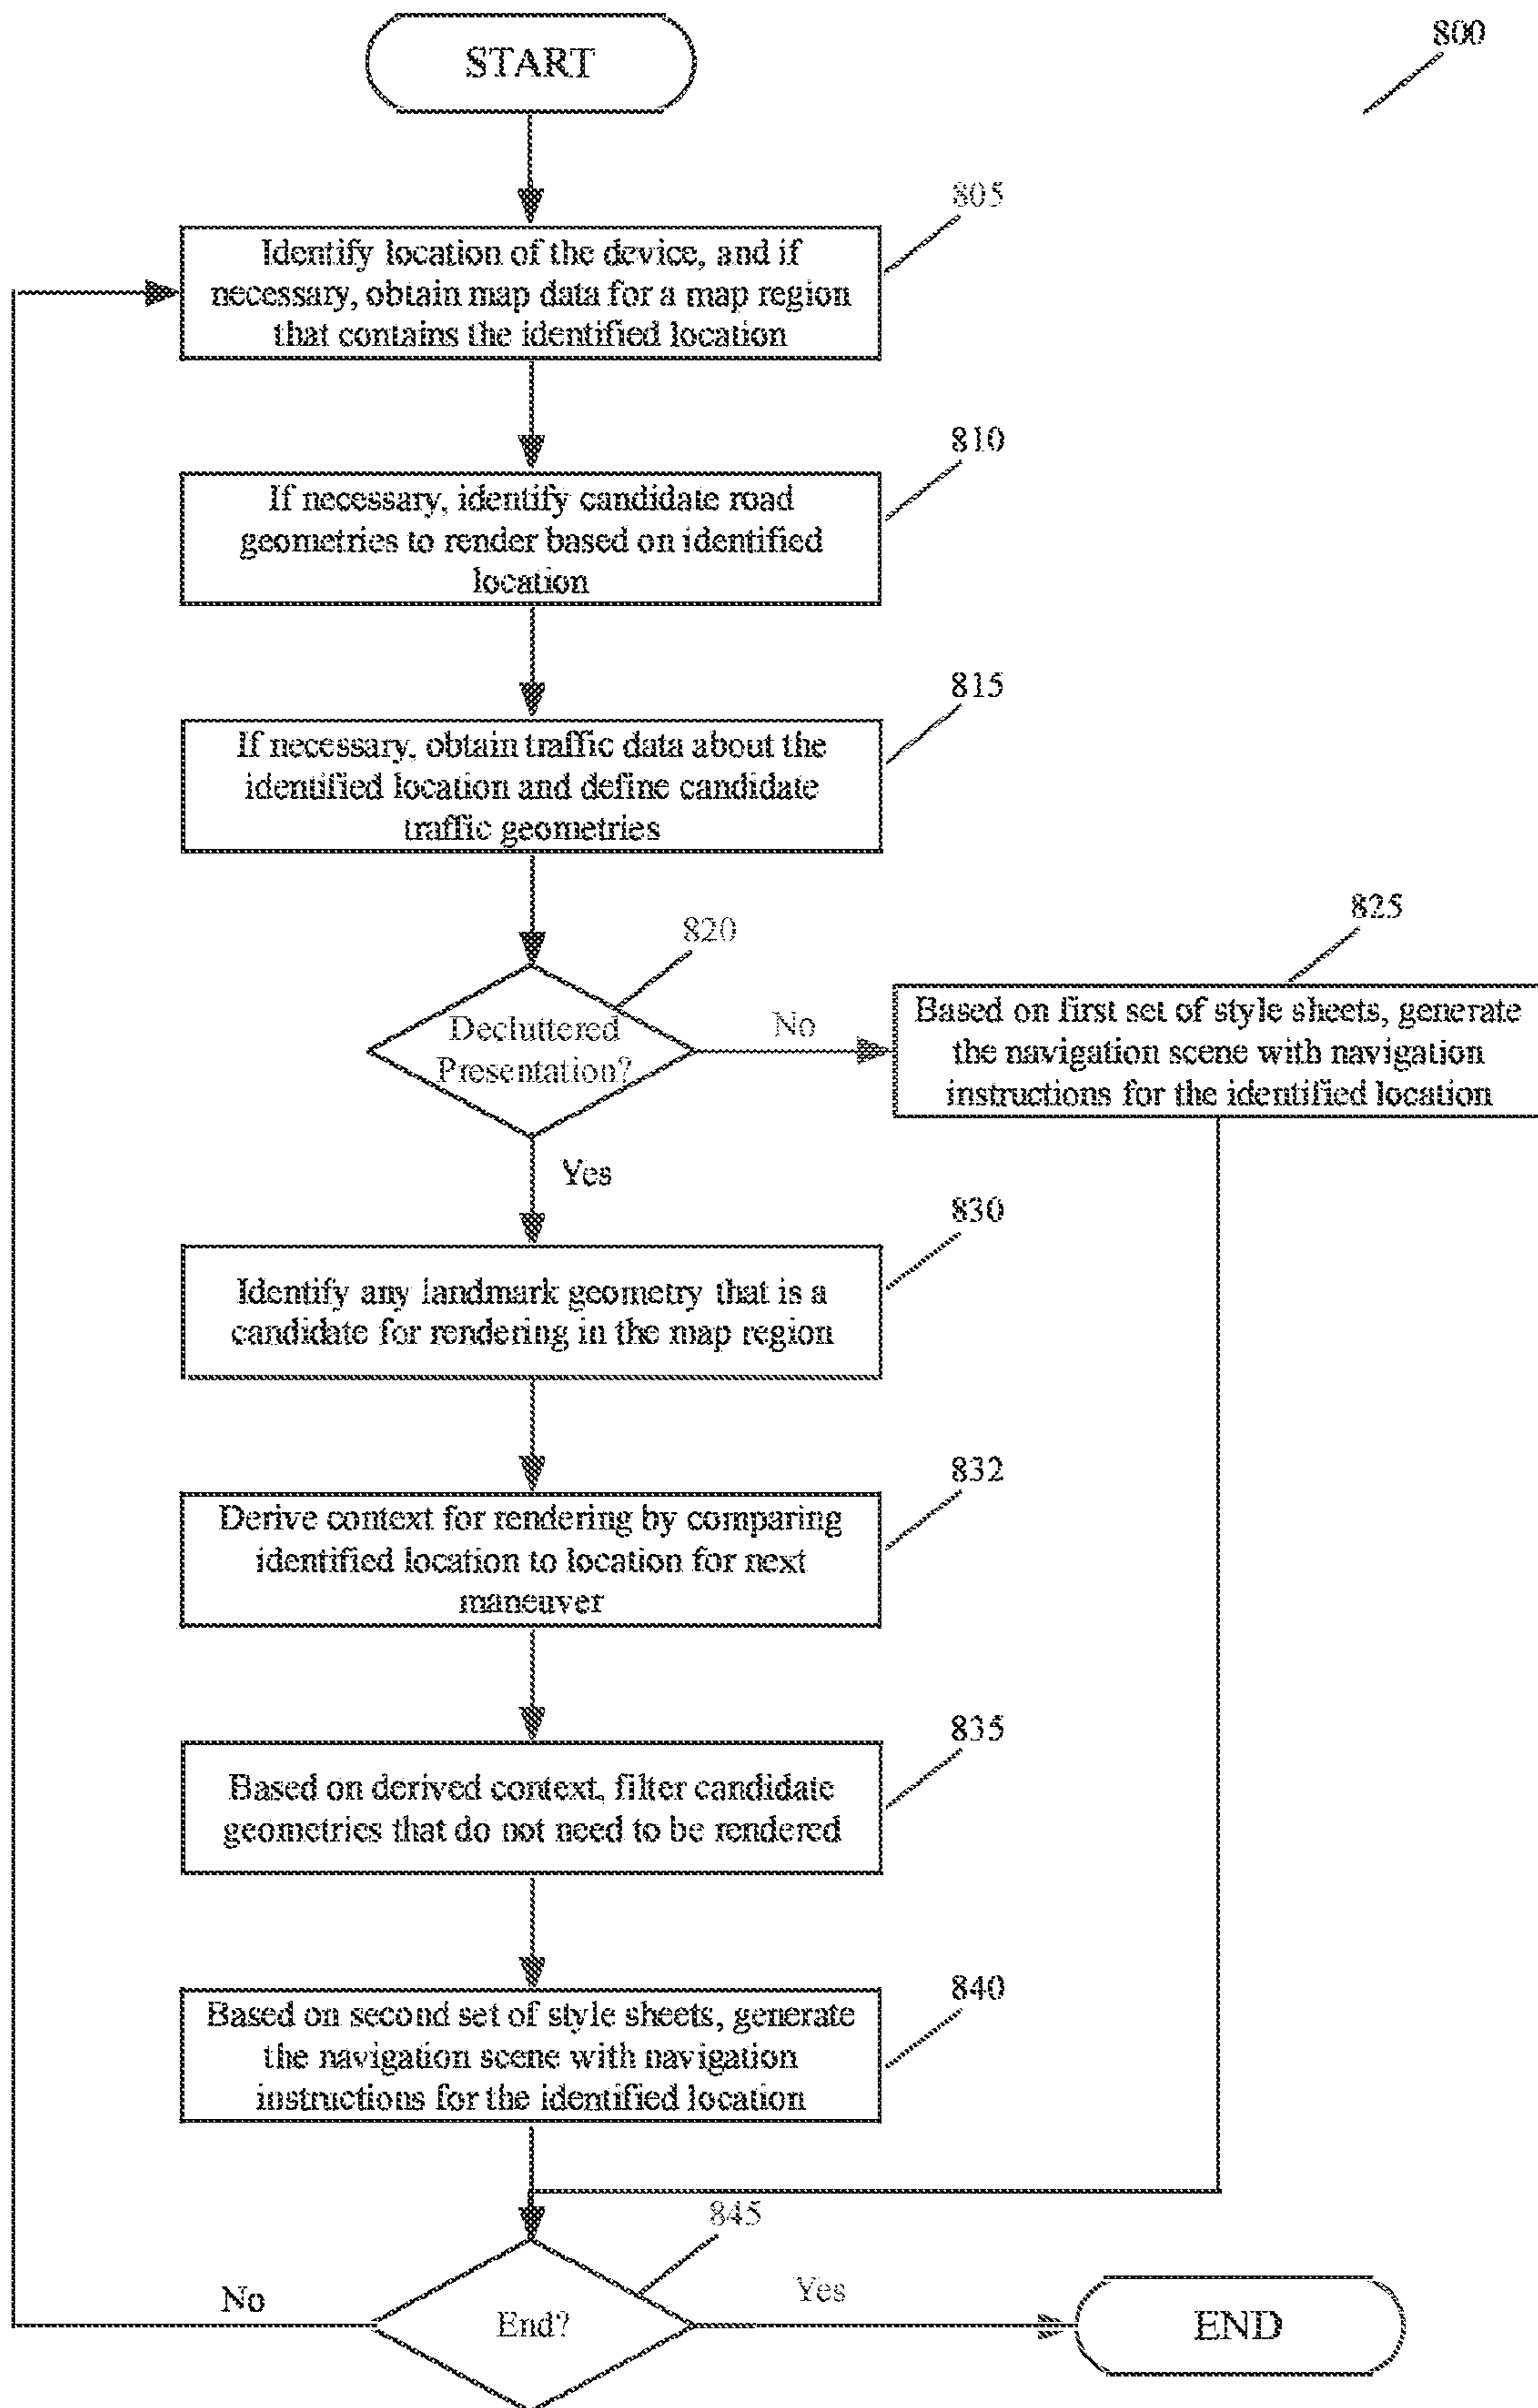 START
800
805
Identify location of the device, and if
necessary, obtain map data for a map region
that contains the identified location
810
If necessary, identify candidate road
geometries to render based on identified
location
815
If necessary, obtain traffic data about the
identified location and define candidate
traffic geometries
820
Decluttered
Presentation?
No
825
Based on first set of style sheets, generate
the navigation scene with navigation
instructions for the identified location
Yes
830
Identify any landmark geometry that is a
candidate for rendering in the map region
832
Derive context for rendering by comparing
identified location to location for next
maneuver
835
Based on derived context, filter candidate
geometries that do not need to be rendered
840
Based on second set of style sheets, generate
the navigation scene with navigation
instructions for the identified location
845
End?
No
Yes
END